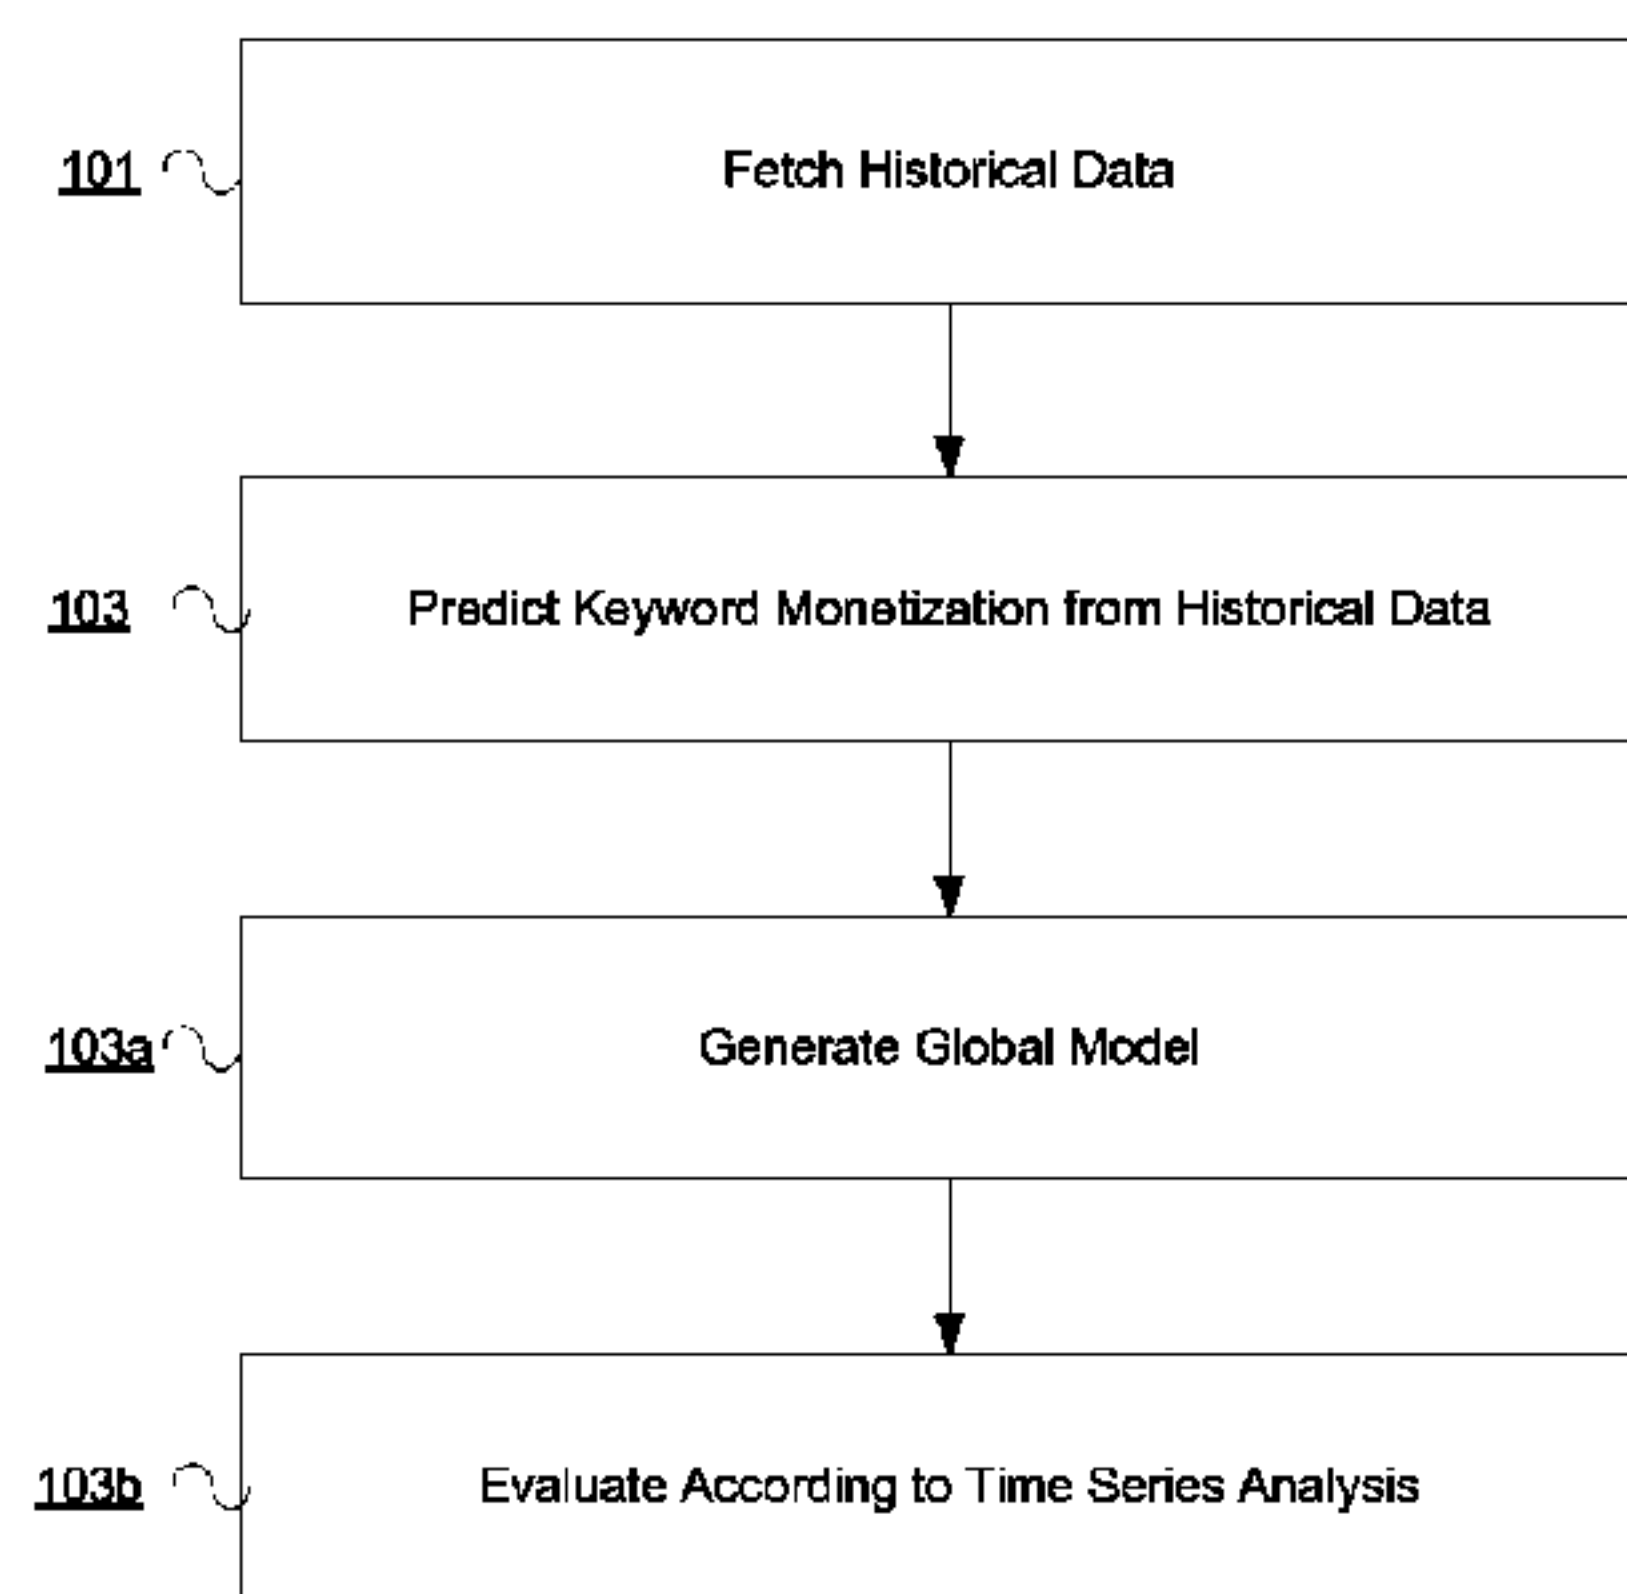 101
Fetch Historical Data
103
Predict Keyword Monetization from Historical Data
103a
Generate Global Model
103b
Evaluate According to Time Series Analysis